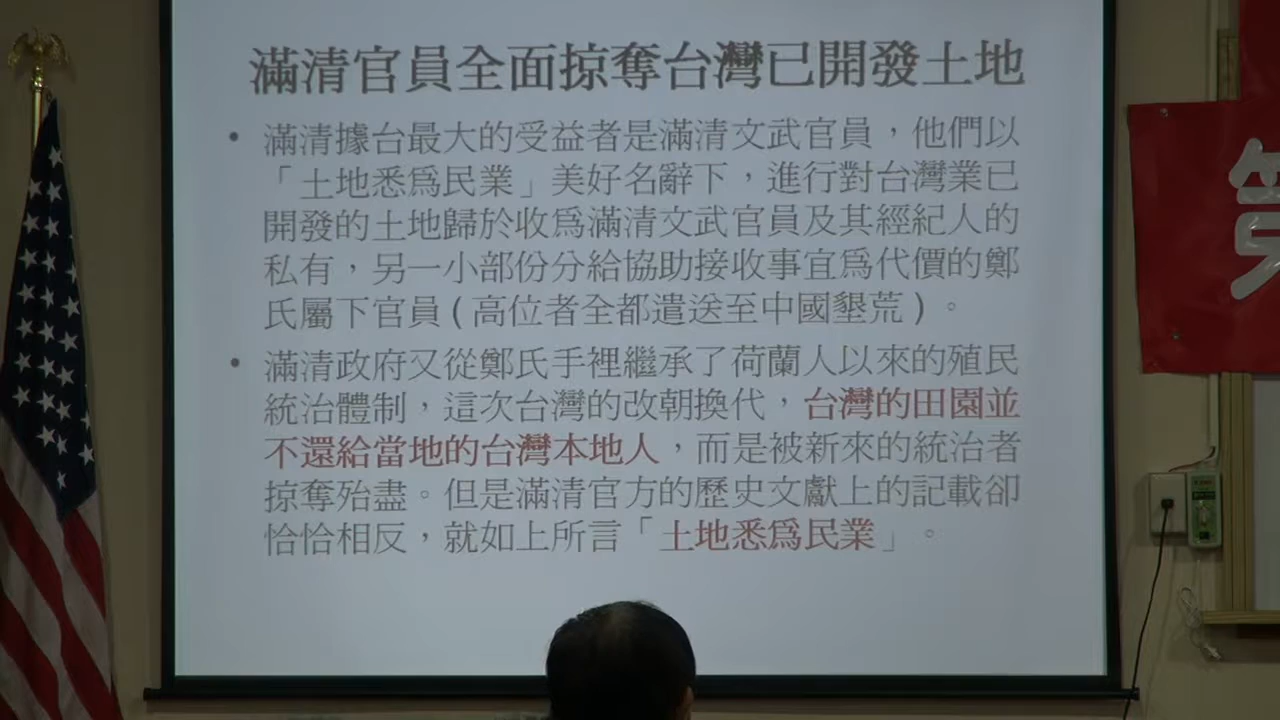 滿清官員全面掠奪台灣已開發土地
• 滿清據台最大的受益者是滿清文武官員，他們以
「土地悉為民業」美好名辭下，進行對台灣業已
開發的土地歸於收為滿清文武官員及其經紀人的
私有，另一小部份分給協助接收事宜為代價的鄭
氏屬下官員(高位者全都遣送至中國墾荒)。
• 滿清政府又從鄭氏手裡繼承了荷蘭人以來的殖民
統治體制，這次台灣的改朝換代，台灣的田園並
不還給當地的台灣本地人，而是被新來的統治者
掠奪殆盡。但是滿清官方的歷史文獻上的記載卻
恰恰相反，就如上所言「土地悉為民業」。
第